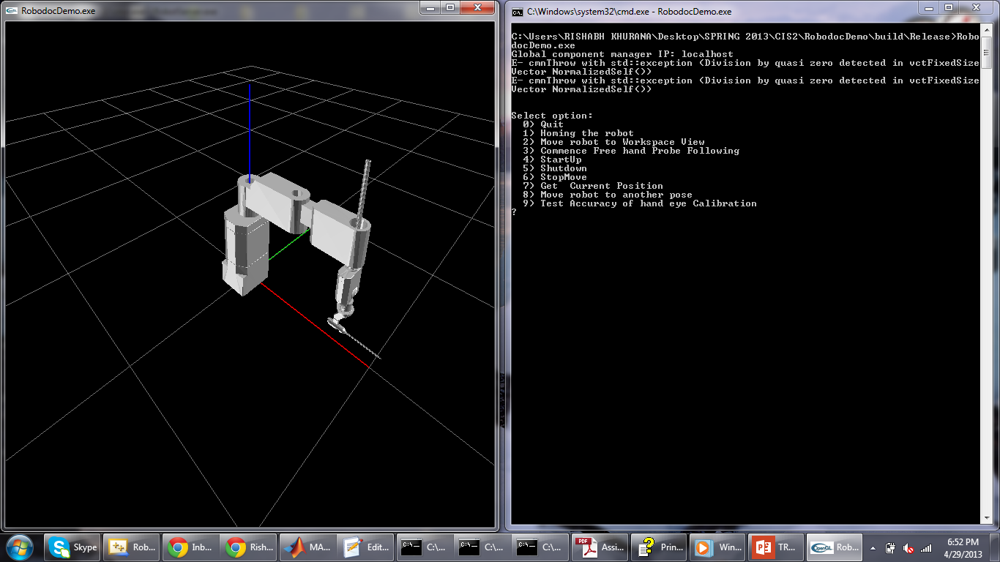 RobodocDemo.exe
C:\Windows\system32\cmd.exe - RobodocDemo.exe
C:\Users\RISHABH KHURANA\Desktop\SPRING 2013\CIS2\RobodocDemo\build\Release>Robo
docDemo.exe
Global component manager IP: localhost
E- cmnThrow with std::exception (Division by quasi zero detected in vctFixedSize
Vector NormalizedSelf())
E- cmnThrow with std::exception (Division by quasi zero detected in vctFixedSize
Vector NormalizedSelf())
Select option:
0) Quit
1) Homing the robot
2) Move robot to Workspace View
3) Commence Free hand Probe Following
4) StartUp
5) Shutdown
6) StopMove
7) Get  Current Position
8) Move robot to another pose
9) Test Accuracy of hand eye Calibration
?
Skype
Rob...
Inb...
Rish...
MA...
Edit...
C:\...
C:\...
C:\...
PDF
Assi...
Prin...
Win...
TR...
OpenGL
Rob...
6:52 PM
4/29/2013